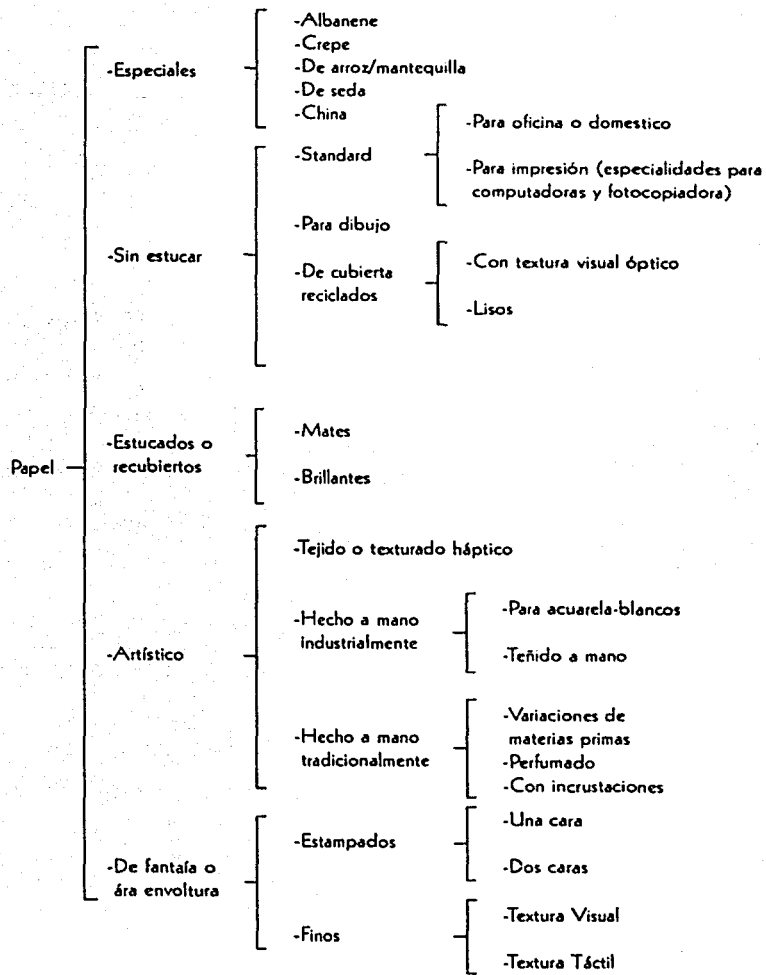 Papel
-Especiales
-Albanene
-Crepe
-De arroz/mantequilla
-De seda
-China
-Sin estucar
-Standard
-Para oficina o domestico
-Para impresión (especialidades para
computadoras y fotocopiadora)
-Para dibujo
-De cubierta
reciclados
-Con textura visual óptico
-Lisos
-Estucados o
recubiertos
-Mates
-Brillantes
-Artístico
-Tejido o texturado háptico
-Hecho a mano
industrialmente
-Para acuarela-blancos
-Teñido a mano
-Hecho a mano
tradicionalmente
-Variaciones de
materias primas
-Perfumado
-Con incrustaciones
-De fantaía o
ára envoltura
-Estampados
-Una cara
-Dos caras
-Finos
-Textura Visual
-Textura Táctil